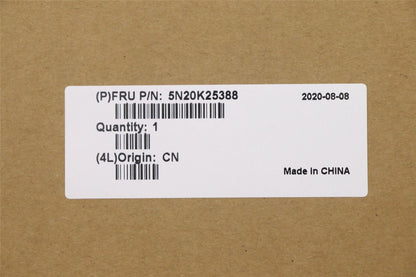 (P)FRU P/N: 5N20K25388 2020-08-08
Quantity: 1
(4L)Origin: CN
Made in CHINA